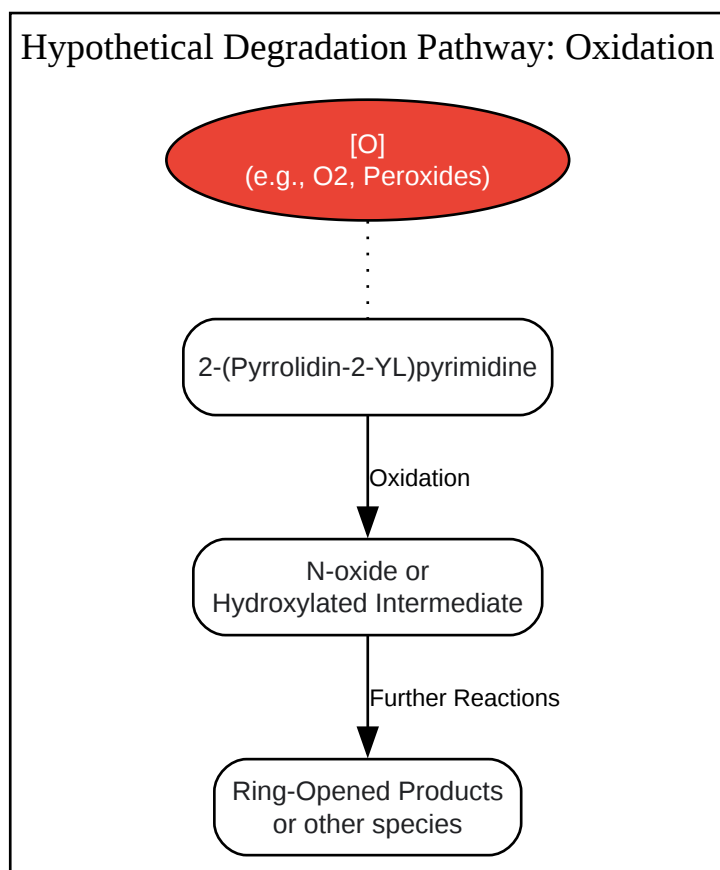 Hypothetical Degradation Pathway: Oxidation
[O]
(e.g., O2, Peroxides)
2-(Pyrrolidin-2-YL)pyrimidine
Oxidation
N-oxide or
Hydroxylated Intermediate
Further Reactions
Ring-Opened Products
or other species